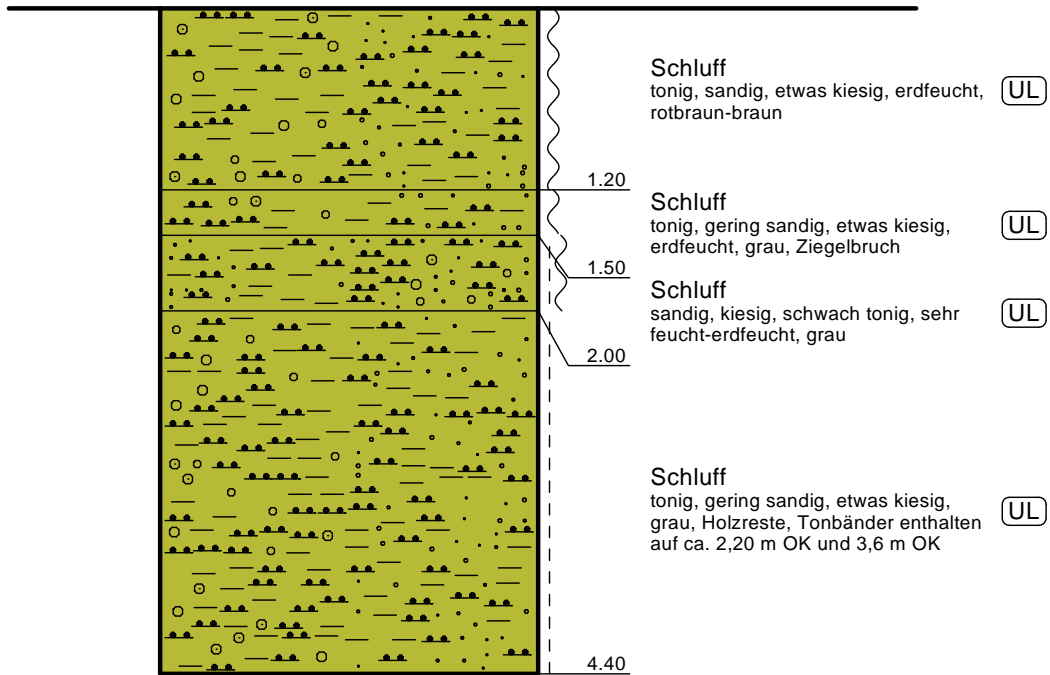 Schluff
tonig, sandig, etwas kiesig, erdfeucht,
rotbraun-braun
UL
1.20
Schluff
tonig, gering sandig, etwas kiesig,
erdfeucht, grau, Ziegelbruch
UL
1.50
Schluff
sandig, kiesig, schwach tonig, sehr
feucht-erdfeucht, grau
UL
2.00
Schluff
tonig, gering sandig, etwas kiesig,
grau, Holzreste, Tonbänder enthalten
auf ca. 2,20 m OK und 3,6 m OK
UL
4.40